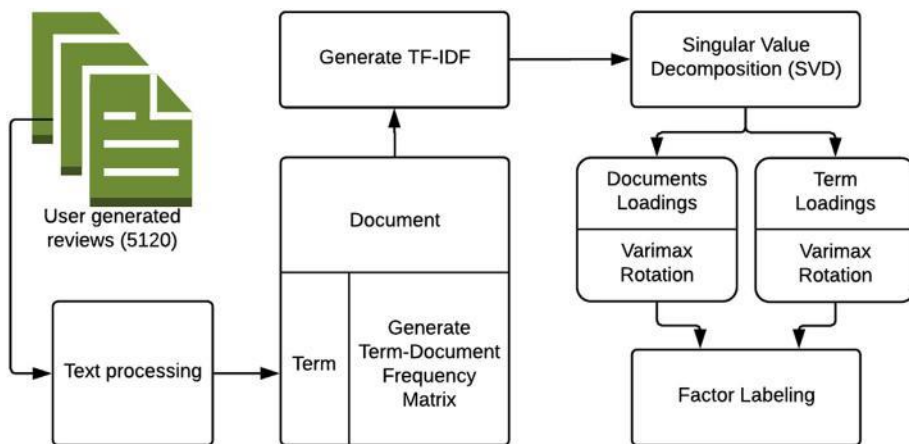 User generated
reviews (5120)
Text processing
Document
Term
Generate
Term-Document
Frequency
Matrix
Generate TF-IDF
Singular Value
Decomposition (SVD)
Documents
Loadings
Varimax
Rotation
Term
Loadings
Varimax
Rotation
Factor Labeling